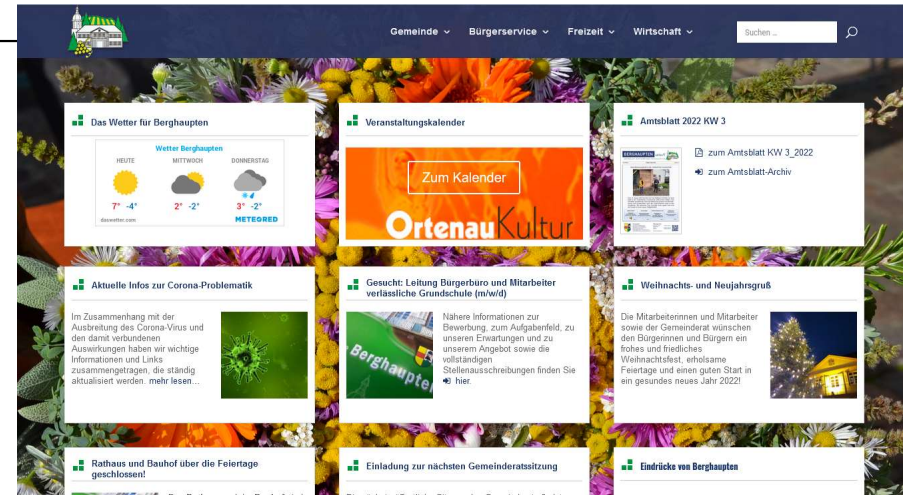 Gemeinde Bürgerservice Freizeit Wirtschaft Suchen ...
Das Wetter für Berghaupten
Wetter Berghaupten
HEUTE MITTWOCH DONNERSTAG
7° -4° 2° -2° 3° -2°
daswetter.com METEORED
Veranstaltungskalender
Zum Kalender
OrtenauKultur
Amtsblatt 2022 KW 3
BERGHAUPTEN
zum Amtsblatt KW 3_2022
zum Amtsblatt-Archiv
Aktuelle Infos zur Corona-Problematik
Im Zusammenhang mit der
Ausbreitung des Corona-Virus und
den damit verbundenen
Auswirkungen haben wir wichtige
Informationen und Links
zusammengetragen, die ständig
aktualisiert werden. mehr lesen...
Gesucht: Leitung Bürgerbüro und Mitarbeiter
verlässliche Grundschule (m/w/d)
Berghaupten
Nähere Informationen zur
Bewerbung, zum Aufgabenfeld, zu
unseren Erwartungen und zu
unserem Angebot sowie die
vollständigen
Stellenausschreibungen finden Sie
hier.
Weihnachts- und Neujahrsgruß
Die Mitarbeiterinnen und Mitarbeiter
sowie der Gemeinderat wünschen
den Bürgerinnen und Bürgern ein
frohes und friedliches
Weihnachtsfest, erholsame
Feiertage und einen guten Start in
ein gesundes neues Jahr 2022!
Rathaus und Bauhof über die Feiertage
geschlossen!
Einladung zur nächsten Gemeinderatssitzung
Eindrücke von Berghaupten